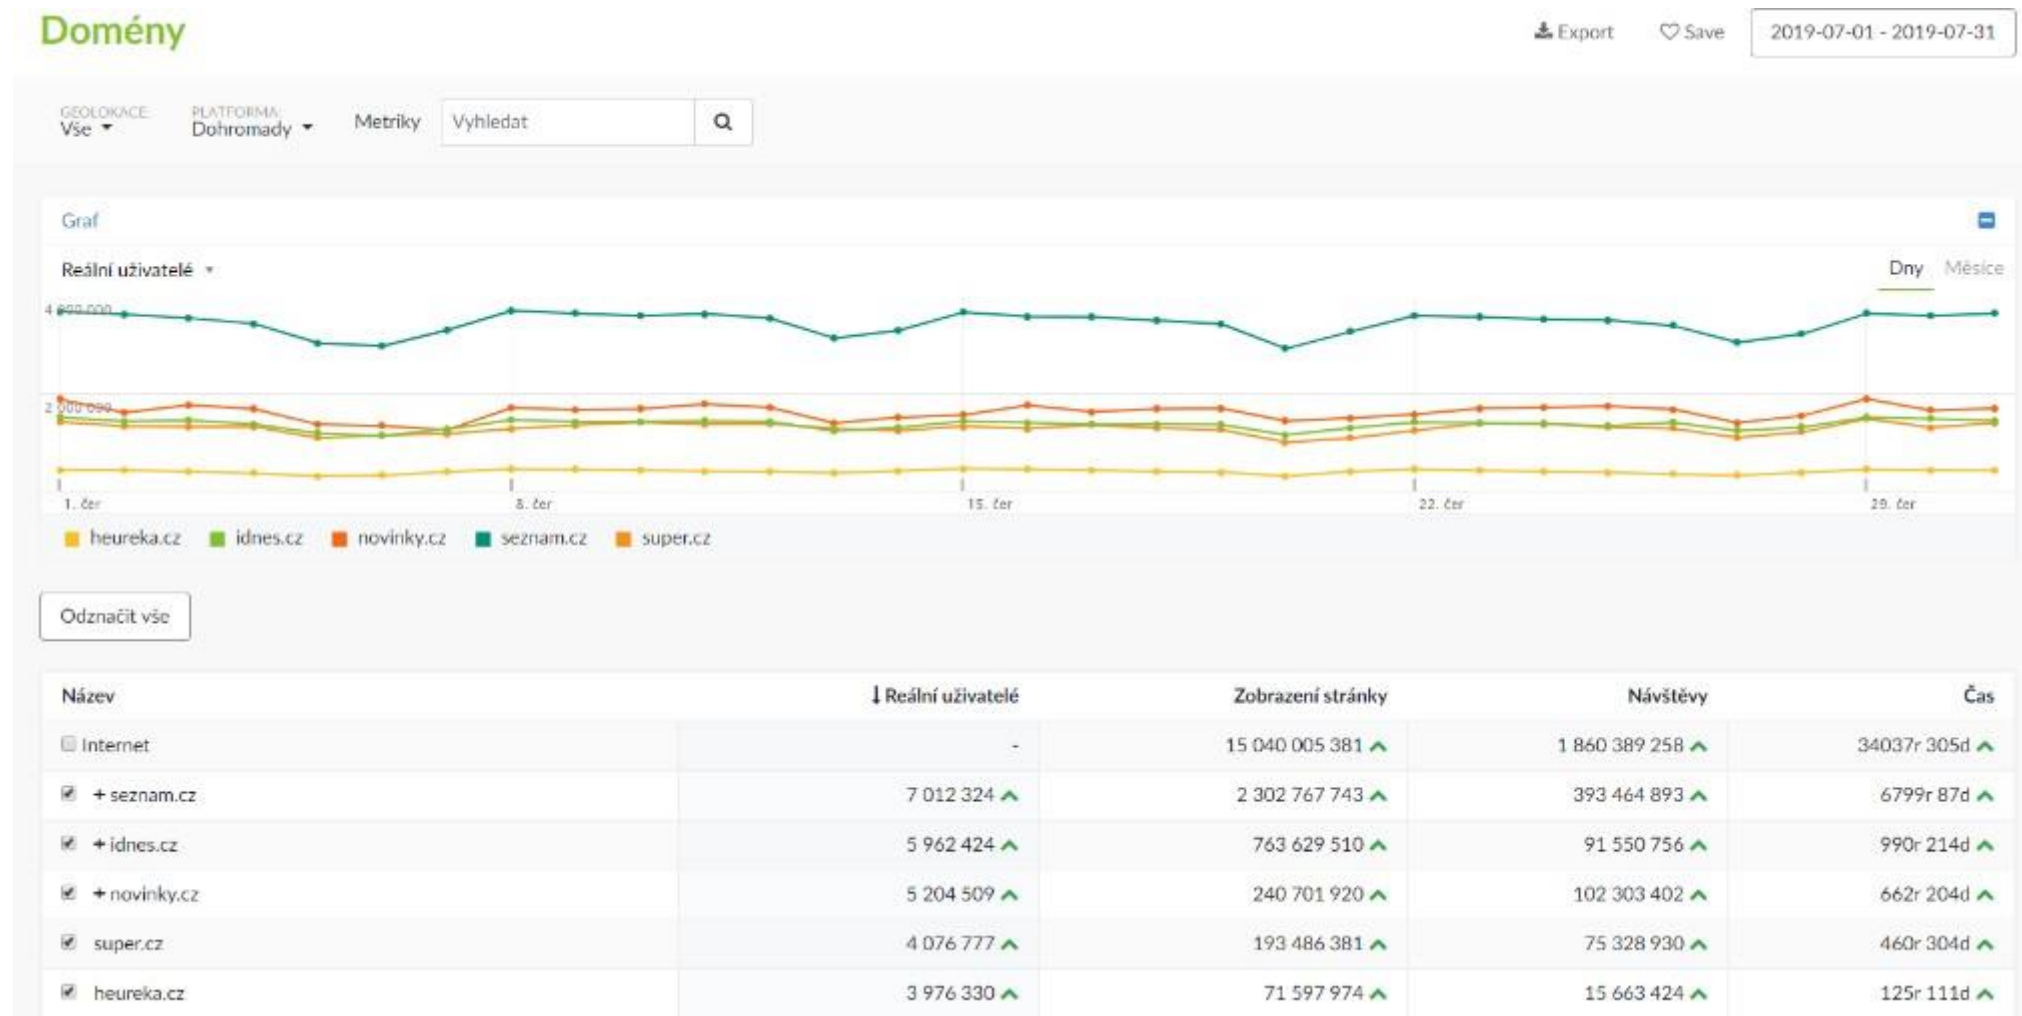 Domény
Export Save 2019-07-01 - 2019-07-31
GEOLOKACE: PLATFORMA:
Vše Dohromady Metriky Vyhledat
Graf
Reální uživatelé Dny Měsíce
4 000 000
2 000 000
1. čer 8. čer 15. čer 22. čer 29. čer
heureka.cz idnes.cz novinky.cz seznam.cz super.cz
Odznačit vše
Název Reální uživatelé Zobrazení stránky Návštěvy Čas
Internet - 15 040 005 381 1 860 389 258 34037r 305d
+ seznam.cz 7 012 324 2 302 767 743 393 464 893 6799r 87d
+ idnes.cz 5 962 424 763 629 510 91 550 756 990r 214d
+ novinky.cz 5 204 509 240 701 920 102 303 402 662r 204d
super.cz 4 076 777 193 486 381 75 328 930 460r 304d
heureka.cz 3 976 330 71 597 974 15 663 424 125r 111d